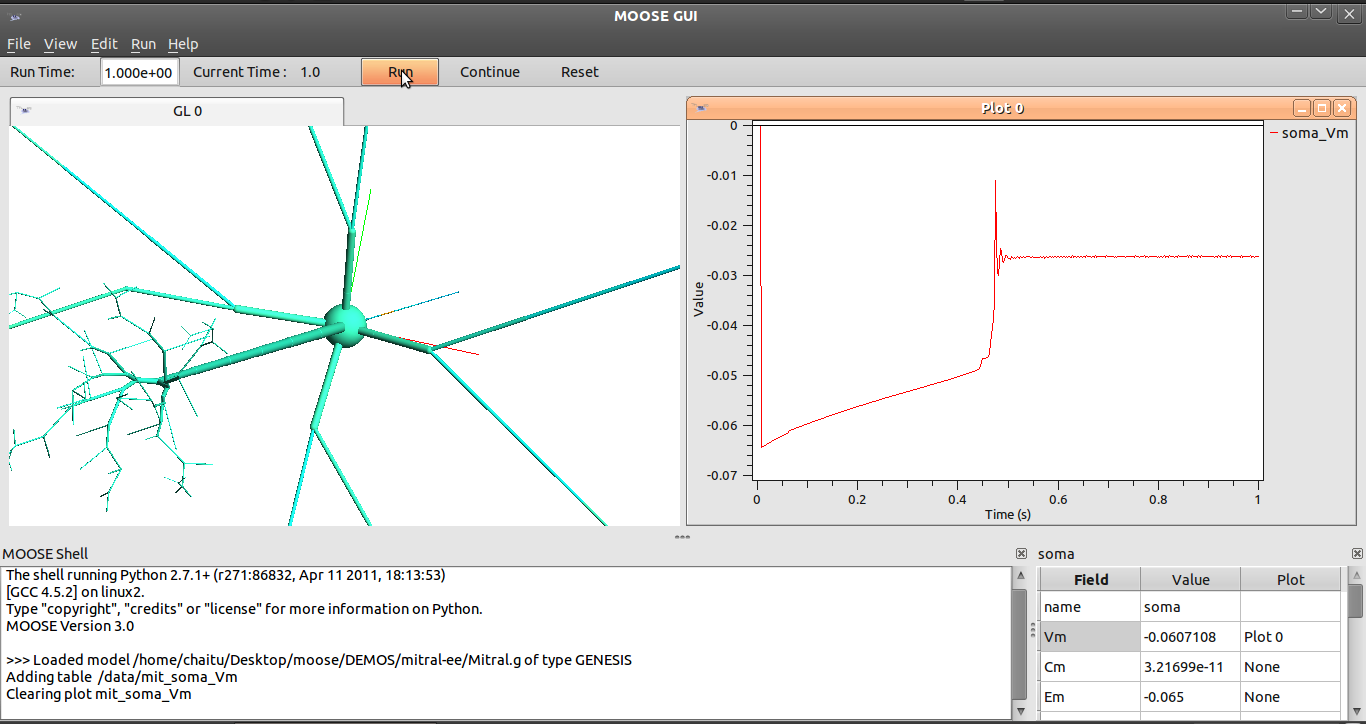 MOOSE GUI
File View Edit Run Help
Run Time: 1.000e+00 Current Time : 1.0 Run Continue Reset
GL 0
Plot 0
0
-0.01
-0.02
-0.03
-0.04
-0.05
-0.06
-0.07
Value
0 0.2 0.4 0.6 0.8 1
Time (s)
soma_Vm
MOOSE Shell
The shell running Python 2.7.1+ (r271:86832, Apr 11 2011, 18:13:53)
[GCC 4.5.2] on linux2.
Type "copyright", "credits" or "license" for more information on Python.
MOOSE Version 3.0
>>> Loaded model /home/chaitu/Desktop/moose/DEMOS/mitral-ee/Mitral.g of type GENESIS
Adding table /data/mit_soma_Vm
Clearing plot mit_soma_Vm
soma
Field Value Plot
name soma
Vm -0.0607108 Plot 0
Cm 3.21699e-11 None
Em -0.065 None